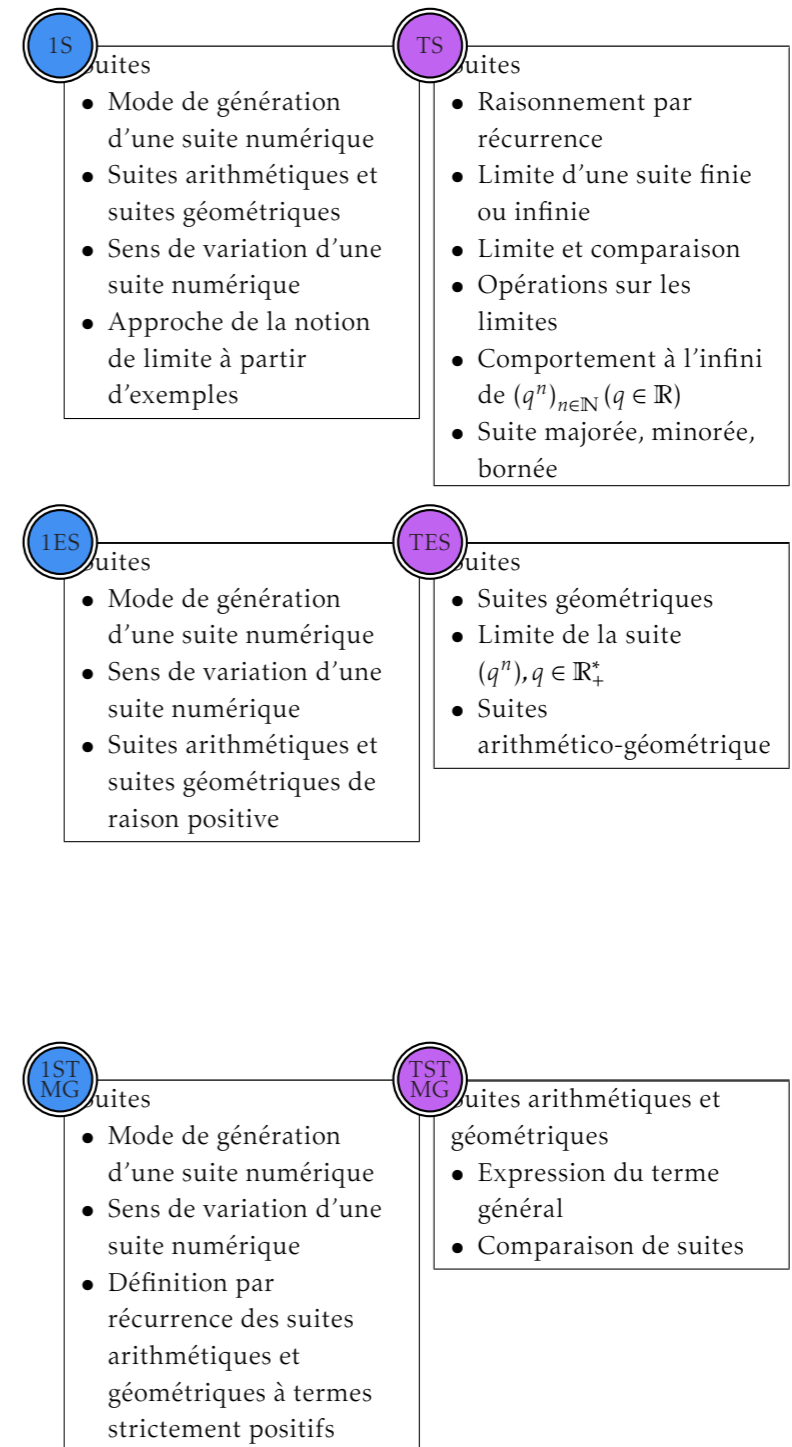 1S
Suites
• Mode de génération
d'une suite numérique
• Suites arithmétiques et
suites géométriques
• Sens de variation d'une
suite numérique
• Approche de la notion
de limite à partir
d'exemples
TS
Suites
• Raisonnement par
récurrence
• Limite d'une suite finie
ou infinie
• Limite et comparaison
• Opérations sur les
limites
• Comportement à l'infini
de (qⁿ)ₙ∈ℕ (q ∈ ℝ)
• Suite majorée, minorée,
bornée
1ES
Suites
• Mode de génération
d'une suite numérique
• Sens de variation d'une
suite numérique
• Suites arithmétiques et
suites géométriques de
raison positive
TES
Suites
• Suites géométriques
• Limite de la suite
(qⁿ), q ∈ ℝ*₊
• Suites
arithmético-géométrique
1ST
MG
Suites
• Mode de génération
d'une suite numérique
• Sens de variation d'une
suite numérique
• Définition par
récurrence des suites
arithmétiques et
géométriques à termes
strictement positifs
TST
MG
Suites arithmétiques et
géométriques
• Expression du terme
général
• Comparaison de suites